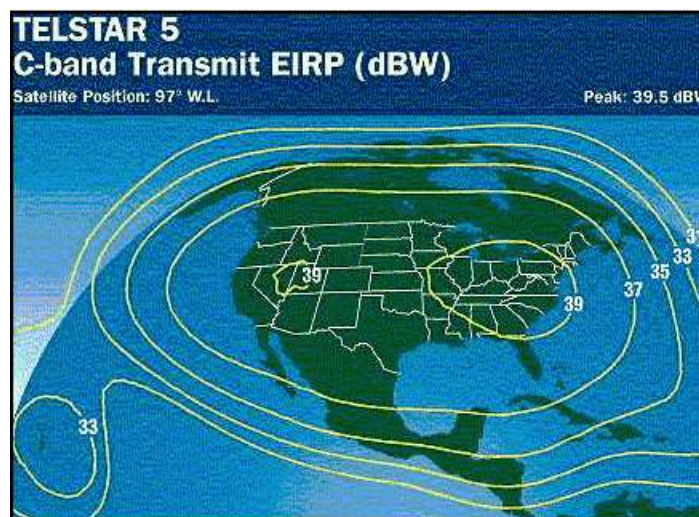 TELSTAR 5
C-band Transmit EIRP (dBW)
Satellite Position: 97° W.L.
Peak: 39.5 dBW
31
33
35
37
39
39
33